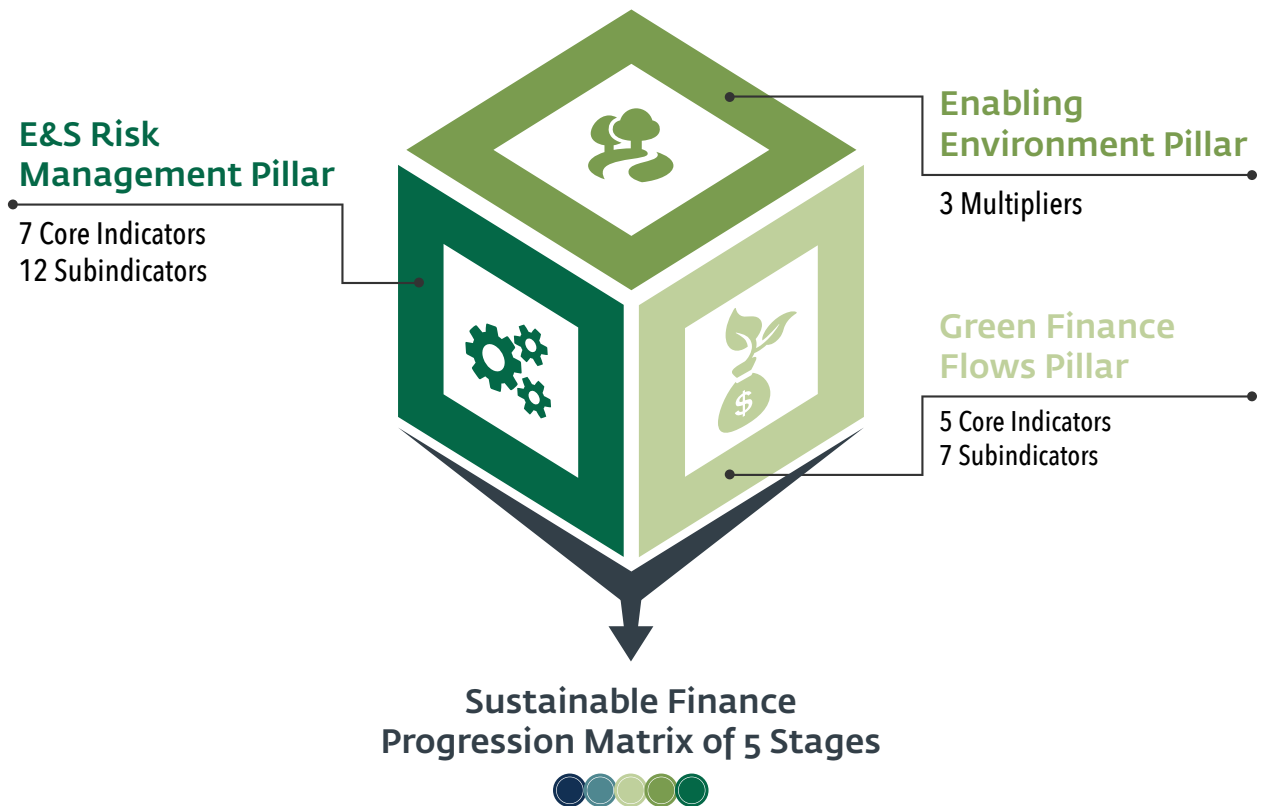 E&S Risk
Management Pillar
7 Core Indicators
12 Subindicators
Enabling
Environment Pillar
3 Multipliers
Green Finance
Flows Pillar
5 Core Indicators
7 Subindicators
$
Sustainable Finance
Progression Matrix of 5 Stages